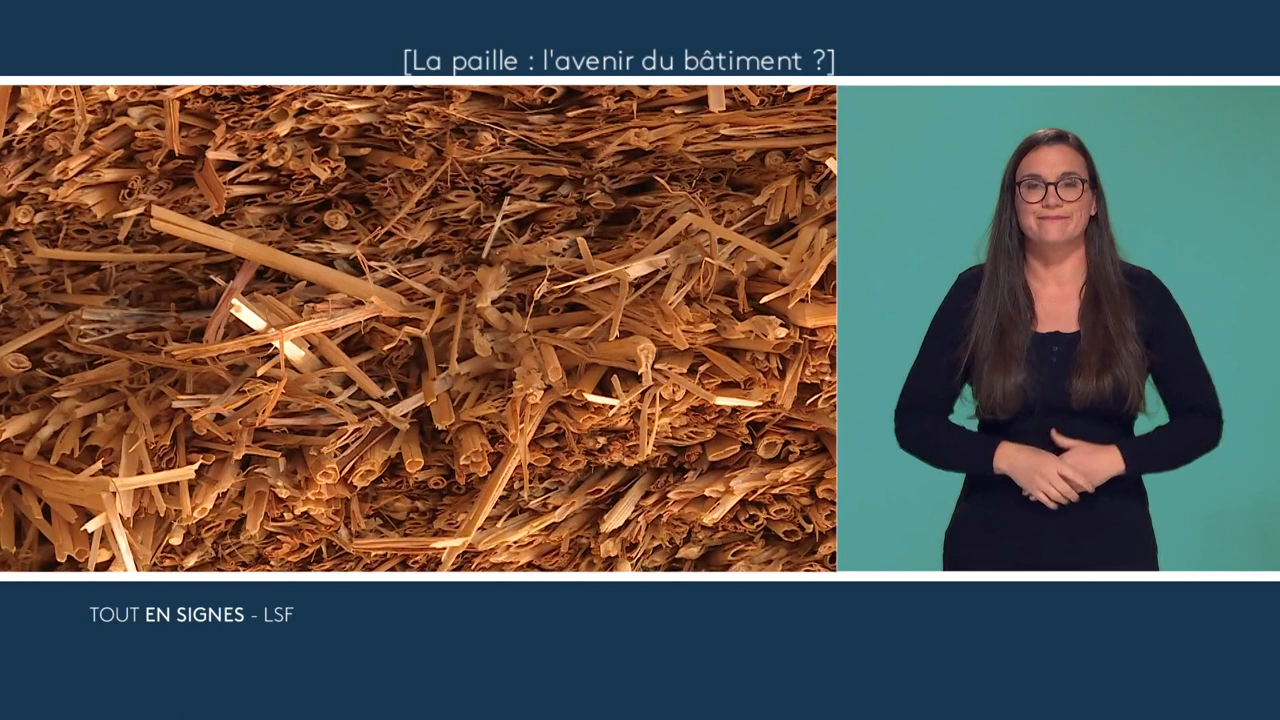 [La paille : l'avenir du bâtiment ?]
TOUT EN SIGNES - LSF